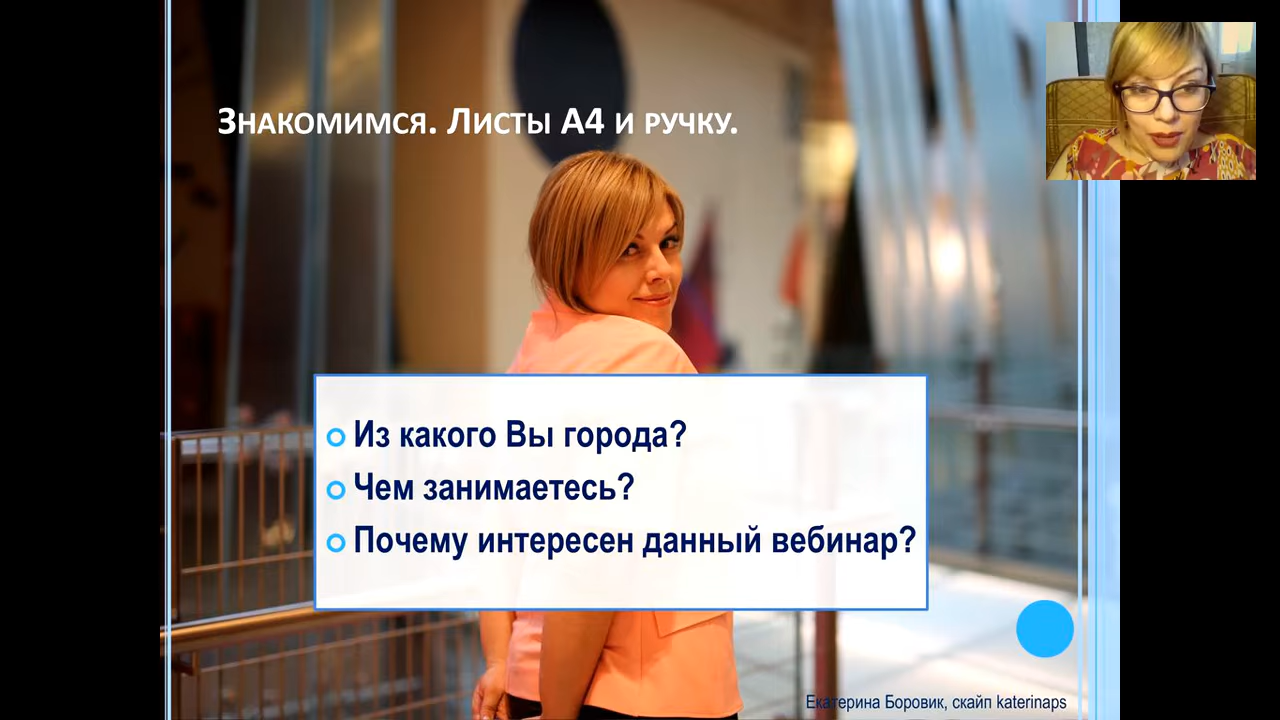 Знакомимся. Листы А4 и ручку.
Из какого Вы города?
Чем занимаетесь?
Почему интересен данный вебинар?
Екатерина Боровик, скайп katerinaps